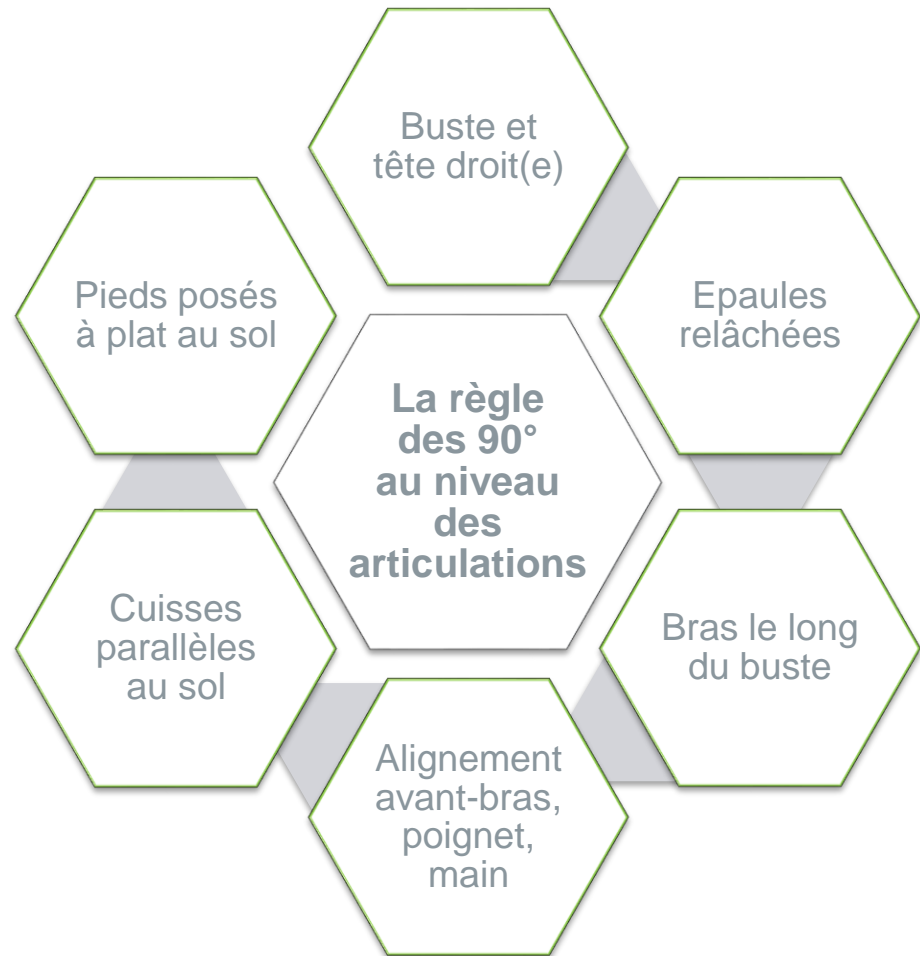 Buste et
tête droit(e)
Epaules
relâchées
Bras le long
du buste
Alignement
avant-bras,
poignet,
main
Cuisses
parallèles
au sol
Pieds posés
à plat au sol
La règle
des 90°
au niveau
des
articulations